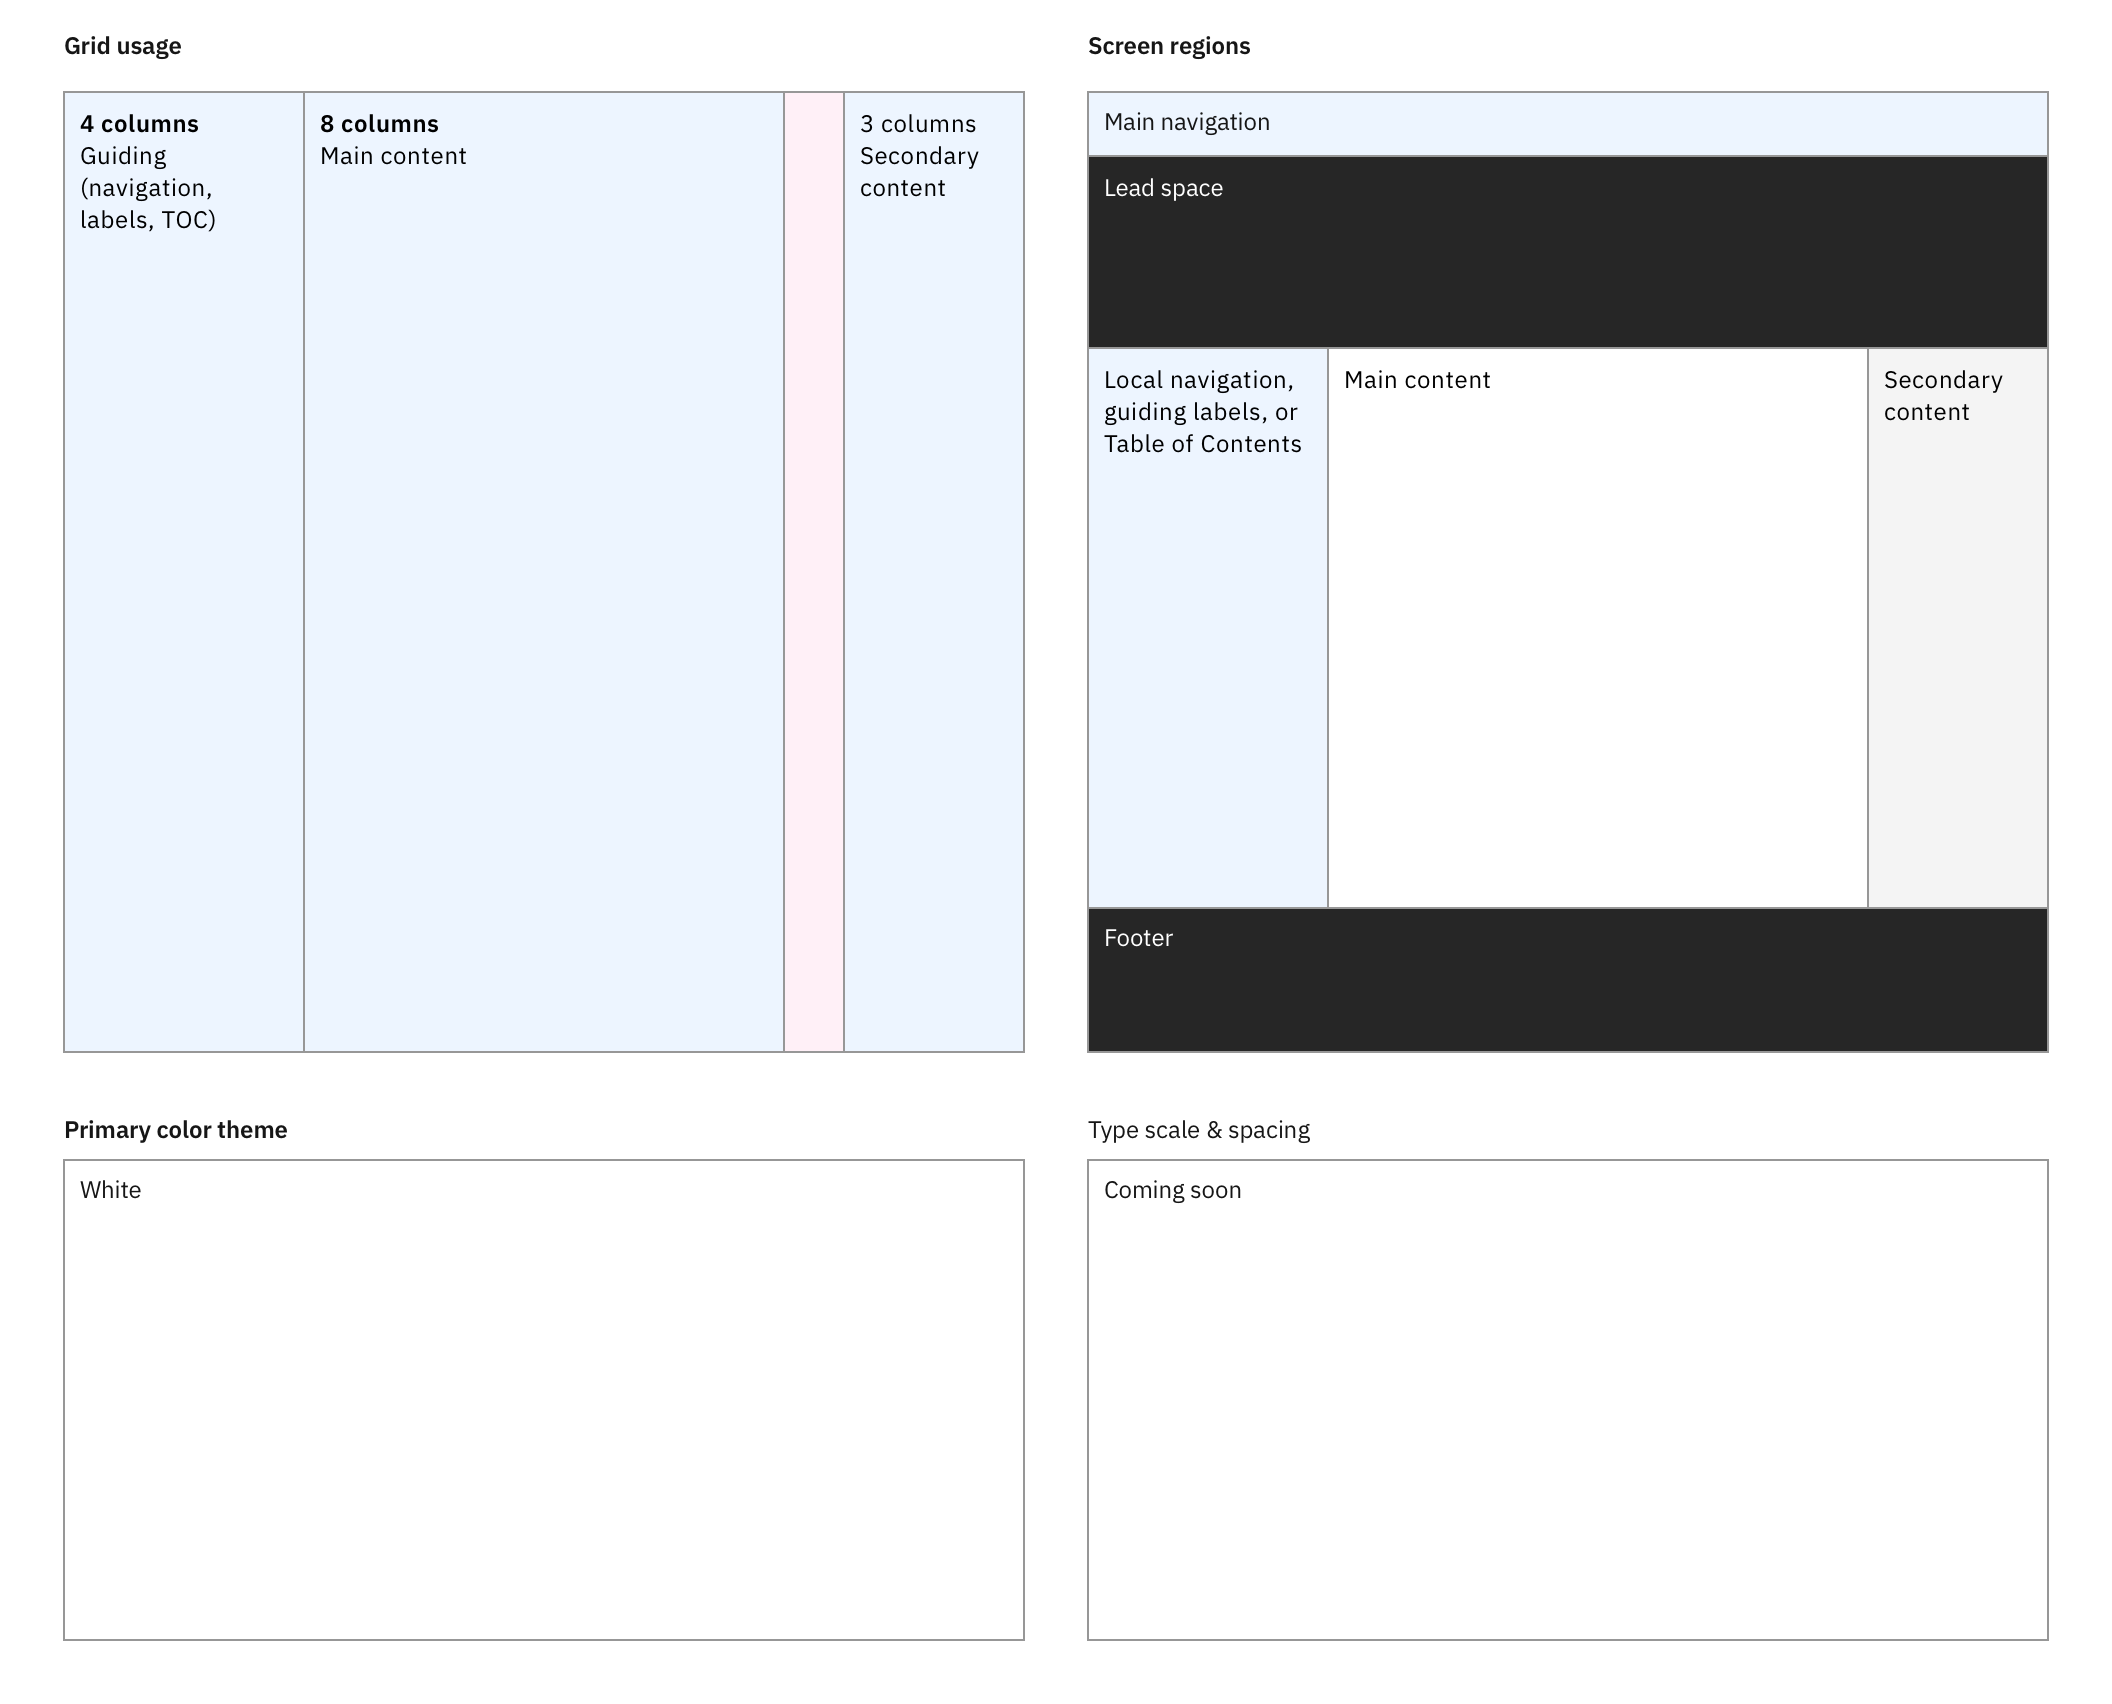 Grid usage
4 columns
Guiding
(navigation,
labels, TOC)
8 columns
Main content
3 columns
Secondary
content
Screen regions
Main navigation
Lead space
Local navigation,
guiding labels, or
Table of Contents
Main content
Secondary
content
Footer
Primary color theme
White
Type scale & spacing
Coming soon